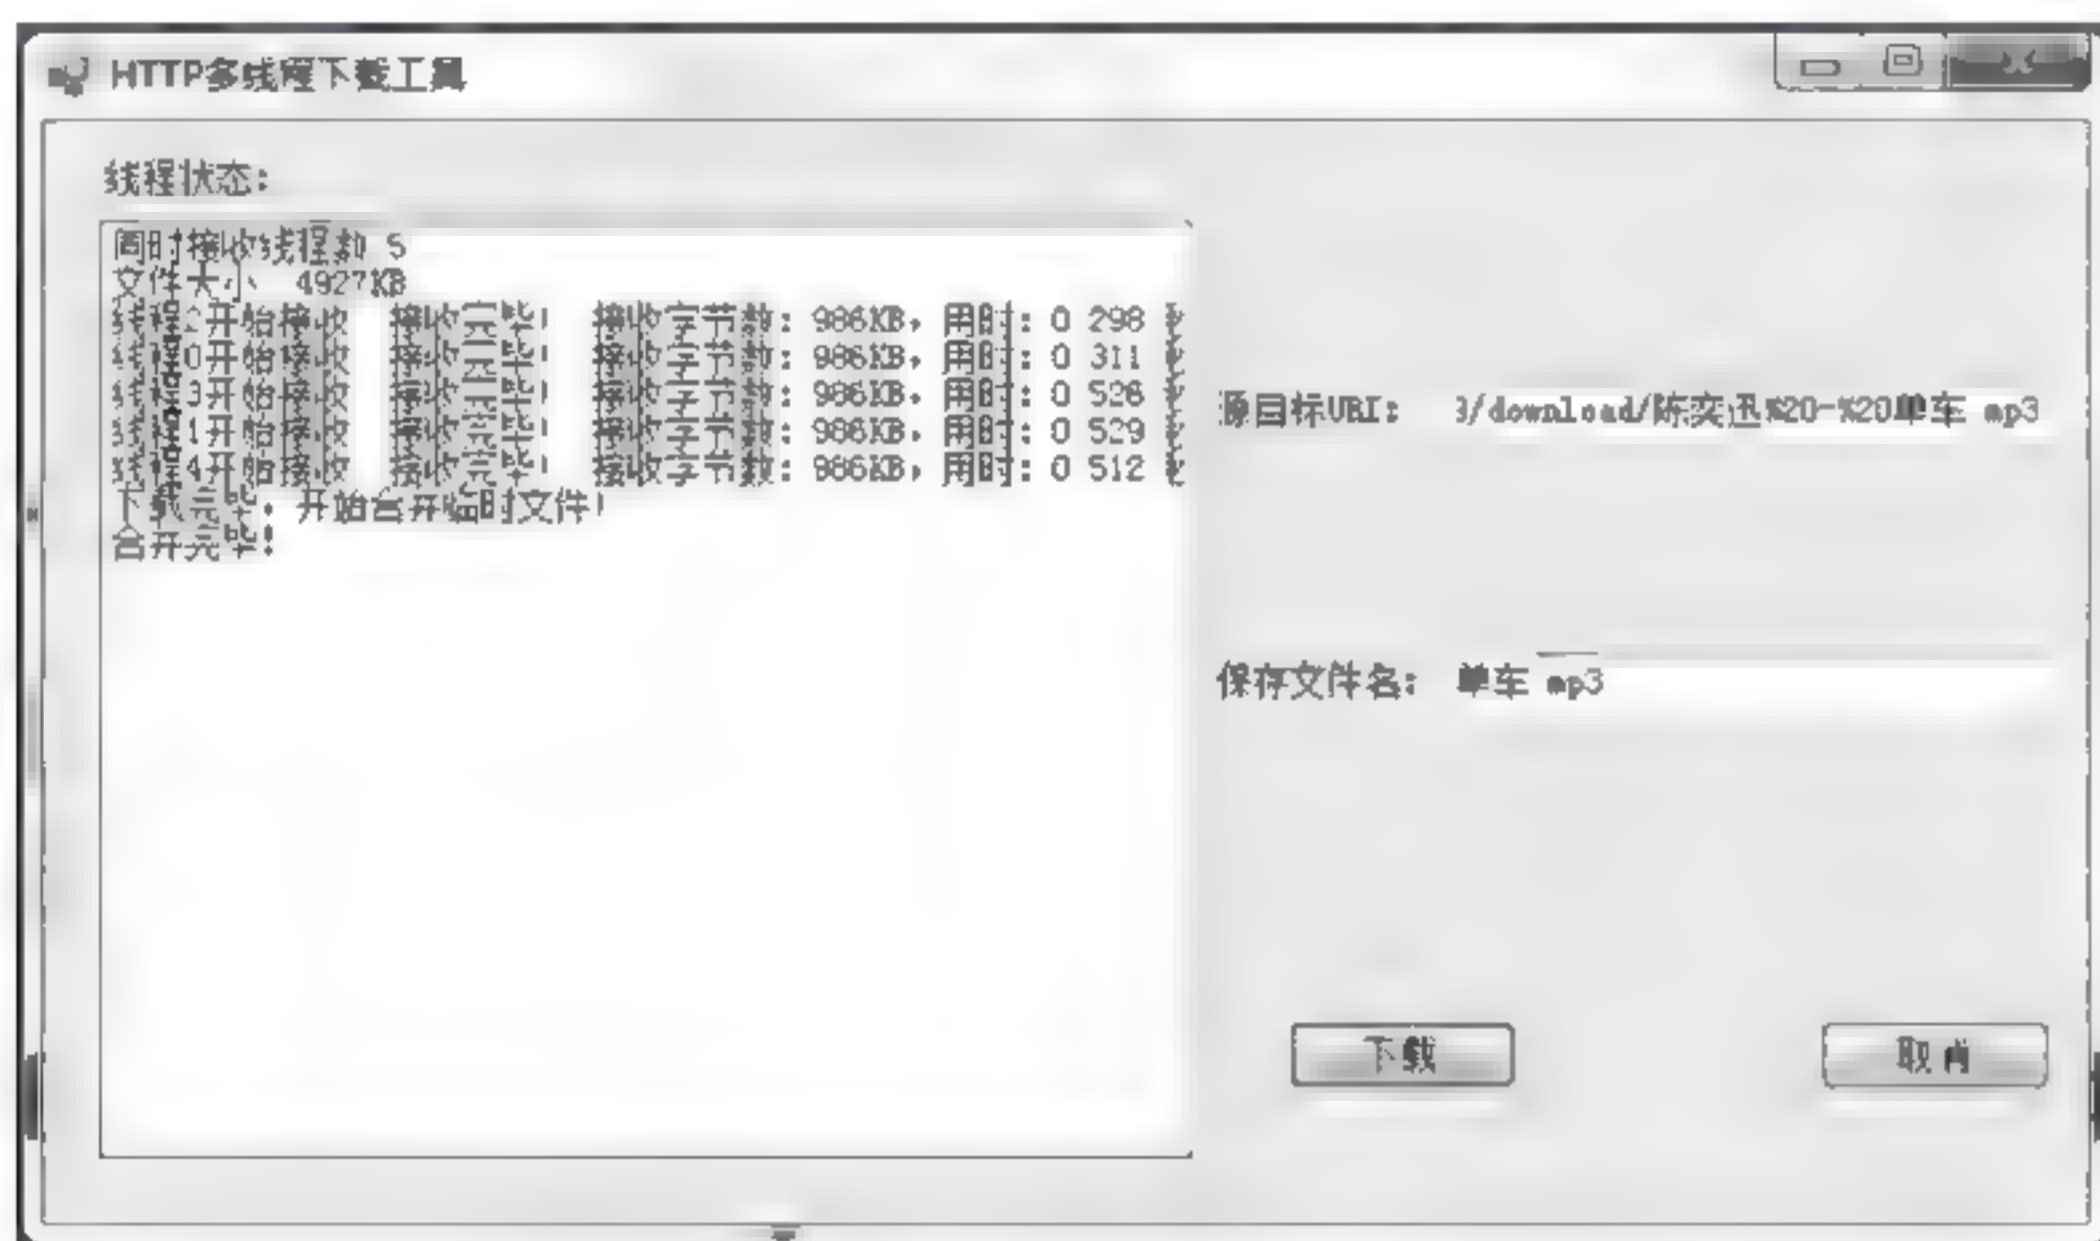 HTTP多线程下载工具
线程状态:
同时接收线程数 5
文件大小 4927KB
线程2开始接收 接收完毕! 接收字节数: 986KB, 用时: 0 298 秒
线程0开始接收 接收完毕! 接收字节数: 986KB, 用时: 0 311 秒
线程3开始接收 接收完毕! 接收字节数: 986KB, 用时: 0 526 秒
线程1开始接收 接收完毕! 接收字节数: 986KB, 用时: 0 529 秒
线程4开始接收 接收完毕! 接收字节数: 986KB, 用时: 0 512 秒
下载完毕! 开始合并临时文件!
合并完毕!
源目标URI: 3/download/陈奕迅%20-%20单车 mp3
保存文件名: 单车 mp3
下载
取消